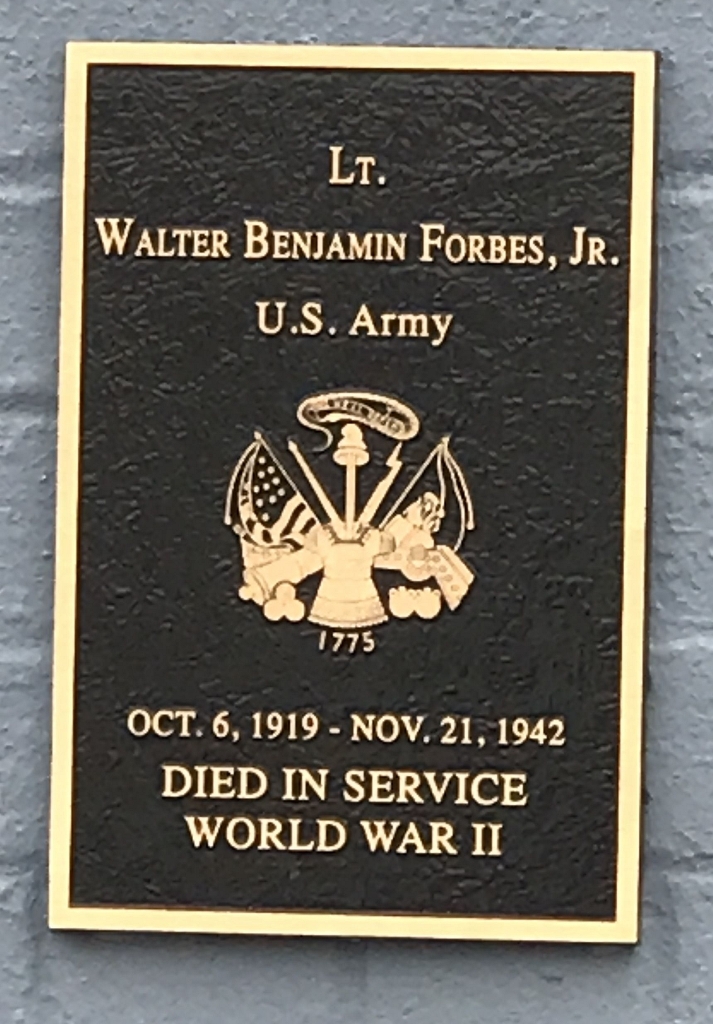 LT.
WALTER BENJAMIN FORBES, JR.
U.S. Army
1775
OCT. 6, 1919 - NOV. 21, 1942
DIED IN SERVICE
WORLD WAR II